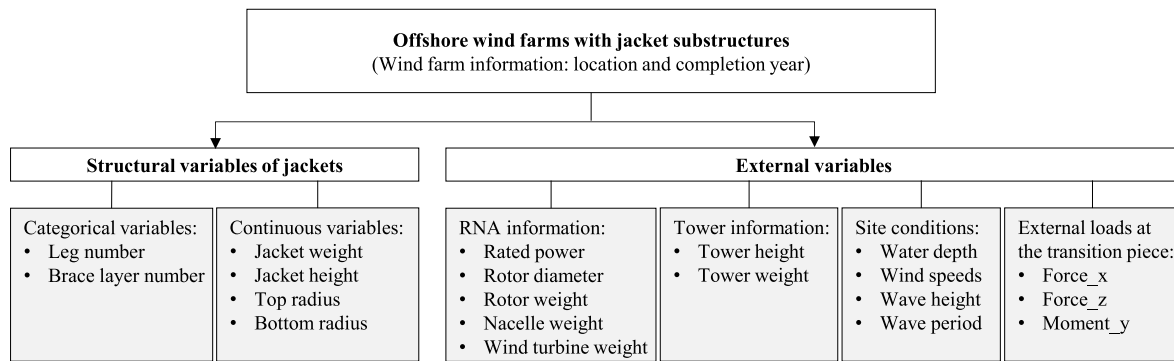 Offshore wind farms with jacket substructures
(Wind farm information: location and completion year)
Structural variables of jackets
External variables
Categorical variables:
• Leg number
• Brace layer number
Continuous variables:
• Jacket weight
• Jacket height
• Top radius
• Bottom radius
RNA information:
• Rated power
• Rotor diameter
• Rotor weight
• Nacelle weight
• Wind turbine weight
Tower information:
• Tower height
• Tower weight
Site conditions:
• Water depth
• Wind speeds
• Wave height
• Wave period
External loads at
the transition piece:
• Force_x
• Force_z
• Moment_y